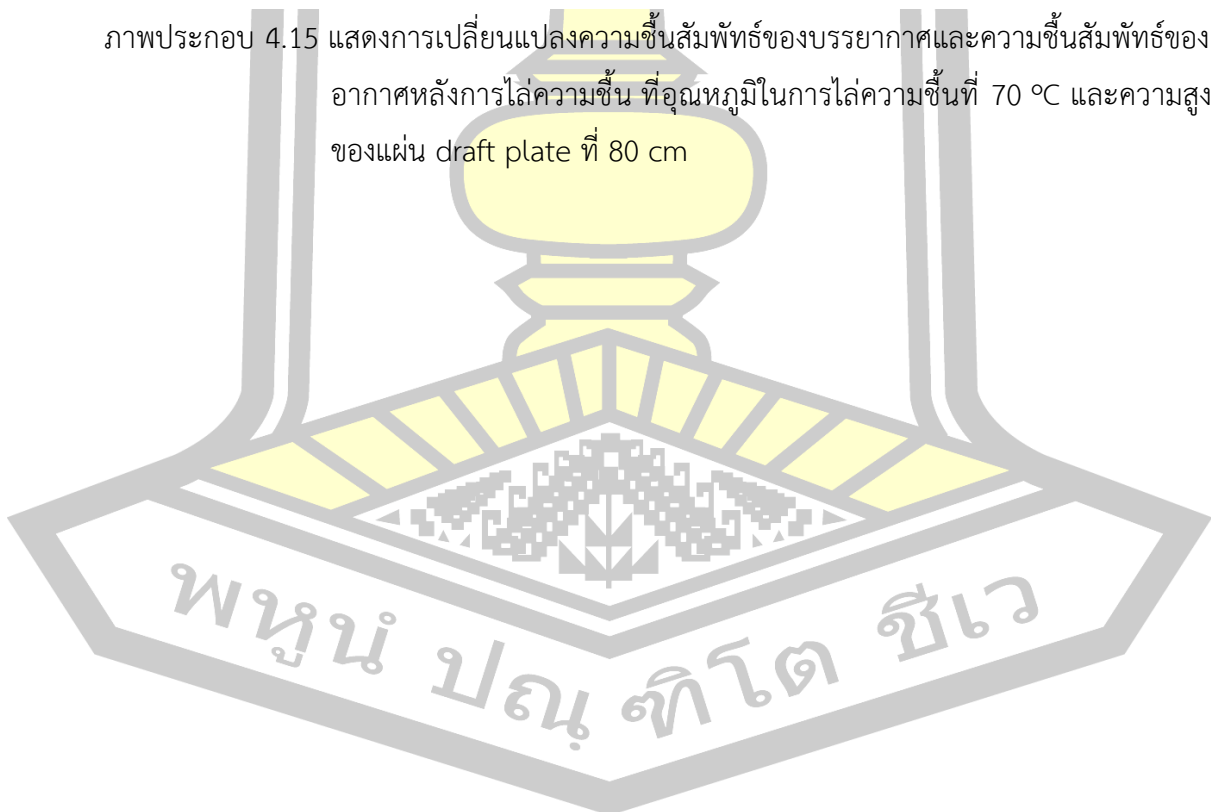 ภาพประกอบ 4.15 แสดงการเปลี่ยนแปลงความชื้นสัมพัทธ์ของบรรยากาศและความชื้นสัมพัทธ์ของ
อากาศหลังการไล่ความชื้น ที่อุณหภูมิในการไล่ความชื้นที่ 70 ºC และความสูง
ของแผ่น draft plate ที่ 80 cm
พหูนํ ปณฺฑิโต ชีเว